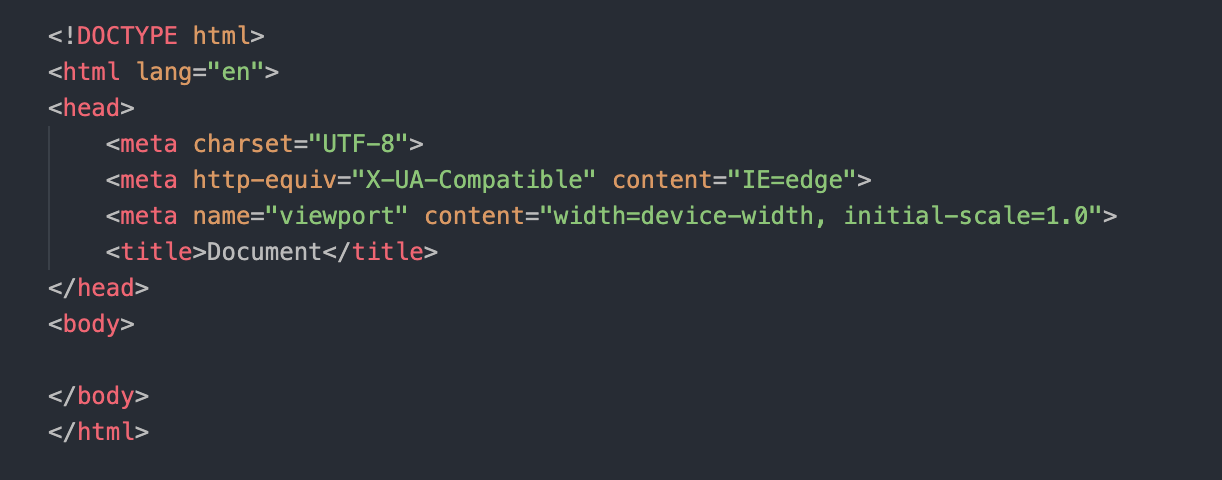 <!DOCTYPE html>
<html lang="en">
<head>
    <meta charset="UTF-8">
    <meta http-equiv="X-UA-Compatible" content="IE=edge">
    <meta name="viewport" content="width=device-width, initial-scale=1.0">
    <title>Document</title>
</head>
<body>

</body>
</html>